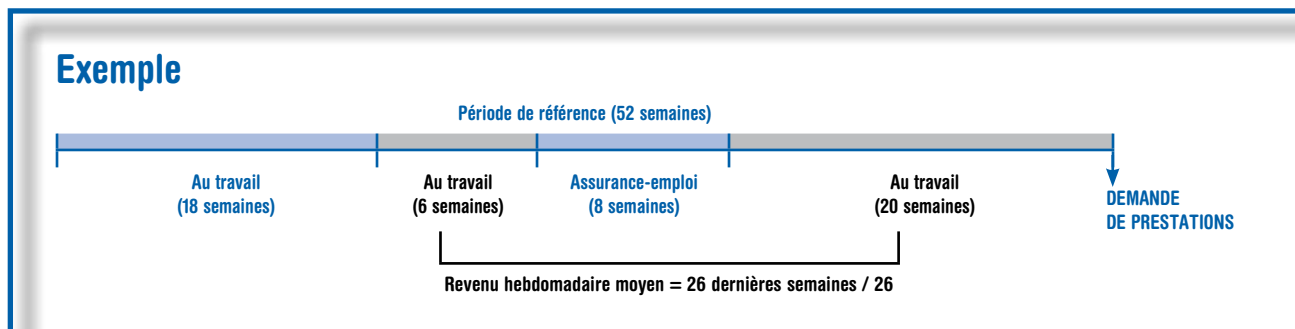 Exemple
Période de référence (52 semaines)
Au travail
(18 semaines)
Au travail
(6 semaines)
Assurance-emploi
(8 semaines)
Au travail
(20 semaines)
DEMANDE
DE PRESTATIONS
Revenu hebdomadaire moyen = 26 dernières semaines / 26